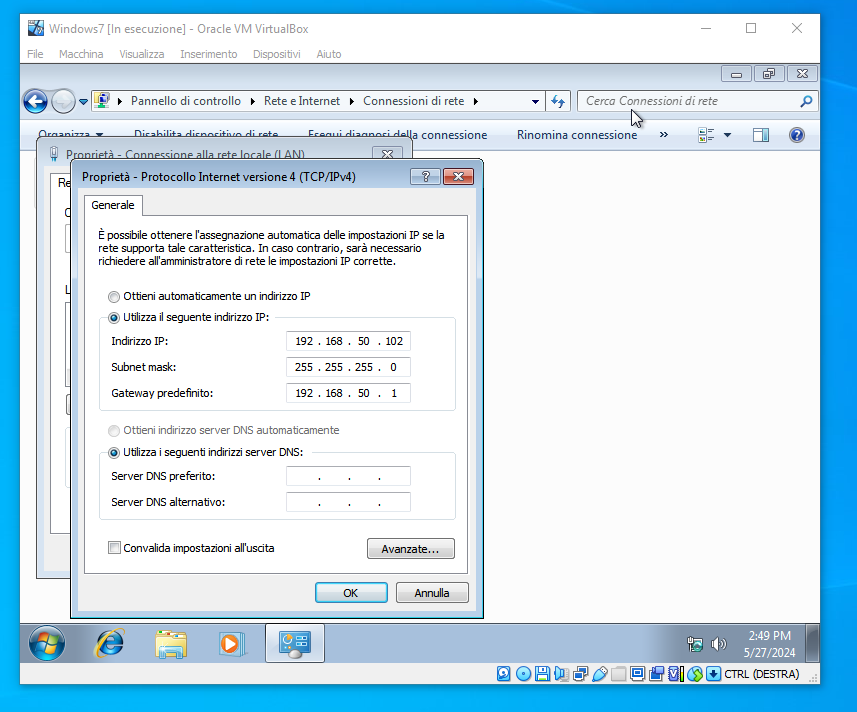 Windows7 [In esecuzione] - Oracle VM VirtualBox
File Macchina Visualizza Inserimento Dispositivi Aiuto
Pannello di controllo Rete e Internet Connessioni di rete Cerca Connessioni di rete
Organizza Disabilita dispositivo di rete Esegui diagnosi della connessione Rinomina connessione »
Proprietà - Connessione alla rete locale (LAN)
Proprietà - Protocollo Internet versione 4 (TCP/IPv4)
Generale
È possibile ottenere l'assegnazione automatica delle impostazioni IP se la
rete supporta tale caratteristica. In caso contrario, sarà necessario
richiedere all'amministratore di rete le impostazioni IP corrette.
Ottieni automaticamente un indirizzo IP
Utilizza il seguente indirizzo IP:
Indirizzo IP: 192 . 168 . 50 . 102
Subnet mask: 255 . 255 . 255 . 0
Gateway predefinito: 192 . 168 . 50 . 1
Ottieni indirizzo server DNS automaticamente
Utilizza i seguenti indirizzi server DNS:
Server DNS preferito: . . .
Server DNS alternativo: . . .
Convalida impostazioni all'uscita
Avanzate...
OK Annulla
2:49 PM
5/27/2024
CTRL (DESTRA)